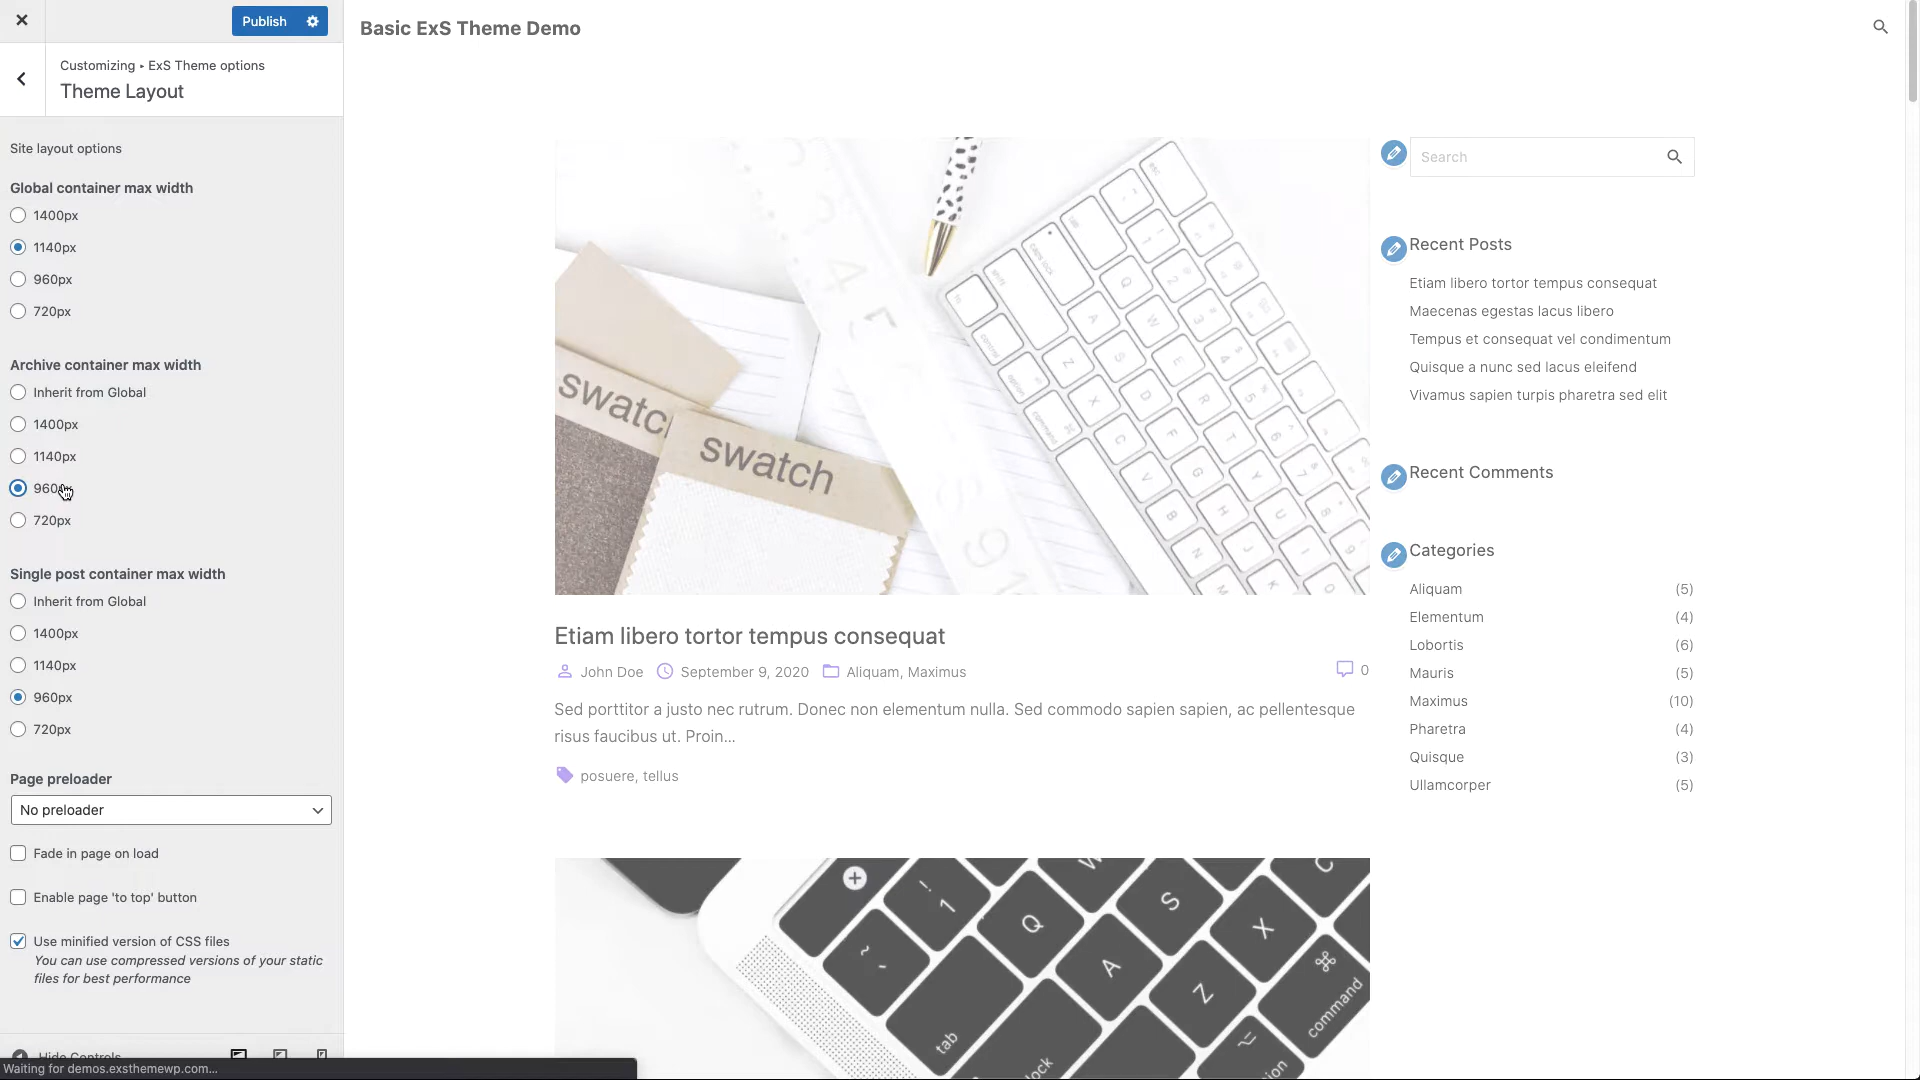 Publish
Customizing ▸ ExS Theme options
Theme Layout
Site layout options
Global container max width
1400px
1140px
960px
720px
Archive container max width
Inherit from Global
1400px
1140px
960px
720px
Single post container max width
Inherit from Global
1400px
1140px
960px
720px
Page preloader
No preloader
Fade in page on load
Enable page 'to top' button
Use minified version of CSS files
You can use compressed versions of your static
files for best performance
Hide Controls
Waiting for demos.exsthemewp.com...
Basic ExS Theme Demo
swatch
Etiam libero tortor tempus consequat
John Doe September 9, 2020 Aliquam, Maximus 0
Sed porttitor a justo nec rutrum. Donec non elementum nulla. Sed commodo sapien sapien, ac pellentesque
risus faucibus ut. Proin...
posuere, tellus
tab
command
Search
Recent Posts
Etiam libero tortor tempus consequat
Maecenas egestas lacus libero
Tempus et consequat vel condimentum
Quisque a nunc sed lacus eleifend
Vivamus sapien turpis pharetra sed elit
Recent Comments
Categories
Aliquam (5)
Elementum (4)
Lobortis (6)
Mauris (5)
Maximus (10)
Pharetra (4)
Quisque (3)
Ullamcorper (5)